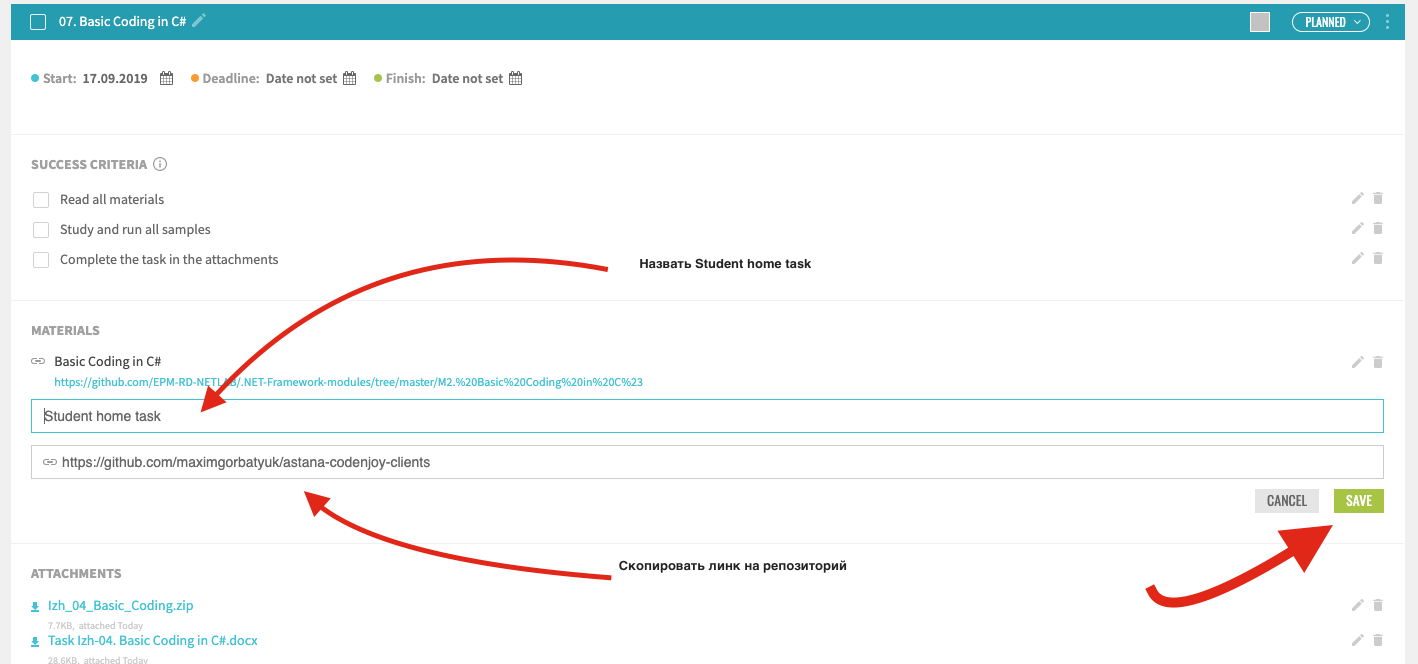 07. Basic Coding in C#
PLANNED
Start: 17.09.2019 Deadline: Date not set Finish: Date not set
SUCCESS CRITERIA
Read all materials
Study and run all samples
Complete the task in the attachments
Назвать Student home task
MATERIALS
Basic Coding in C#
https://github.com/EPM-RD-NETLAB/.NET-Framework-modules/tree/master/M2.%20Basic%20Coding%20in%20C%23
Student home task
https://github.com/maximgorbatyuk/astana-codenjoy-clients
CANCEL SAVE
Скопировать линк на репозиторий
ATTACHMENTS
Izh_04_Basic_Coding.zip
7.7KB, attached Today
Task Izh-04. Basic Coding in C#.docx
28.6KB, attached Today